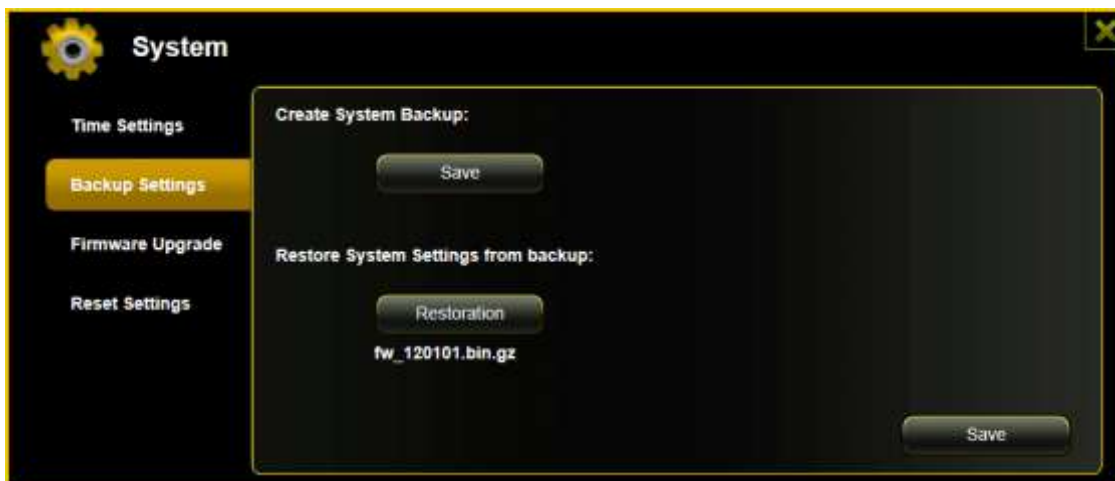 System
Time Settings
Backup Settings
Firmware Upgrade
Reset Settings
Create System Backup:
Save
Restore System Settings from backup:
Restoration
fw_120101.bin.gz
Save